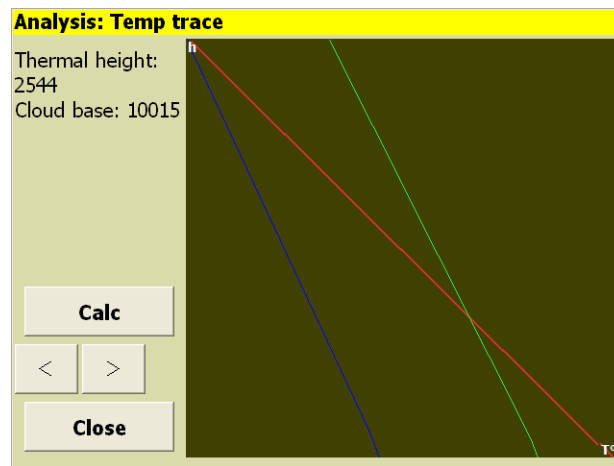 Analysis: Temp trace
Thermal height:
2544
Cloud base: 10015
h
Calc
< >
Close
T°